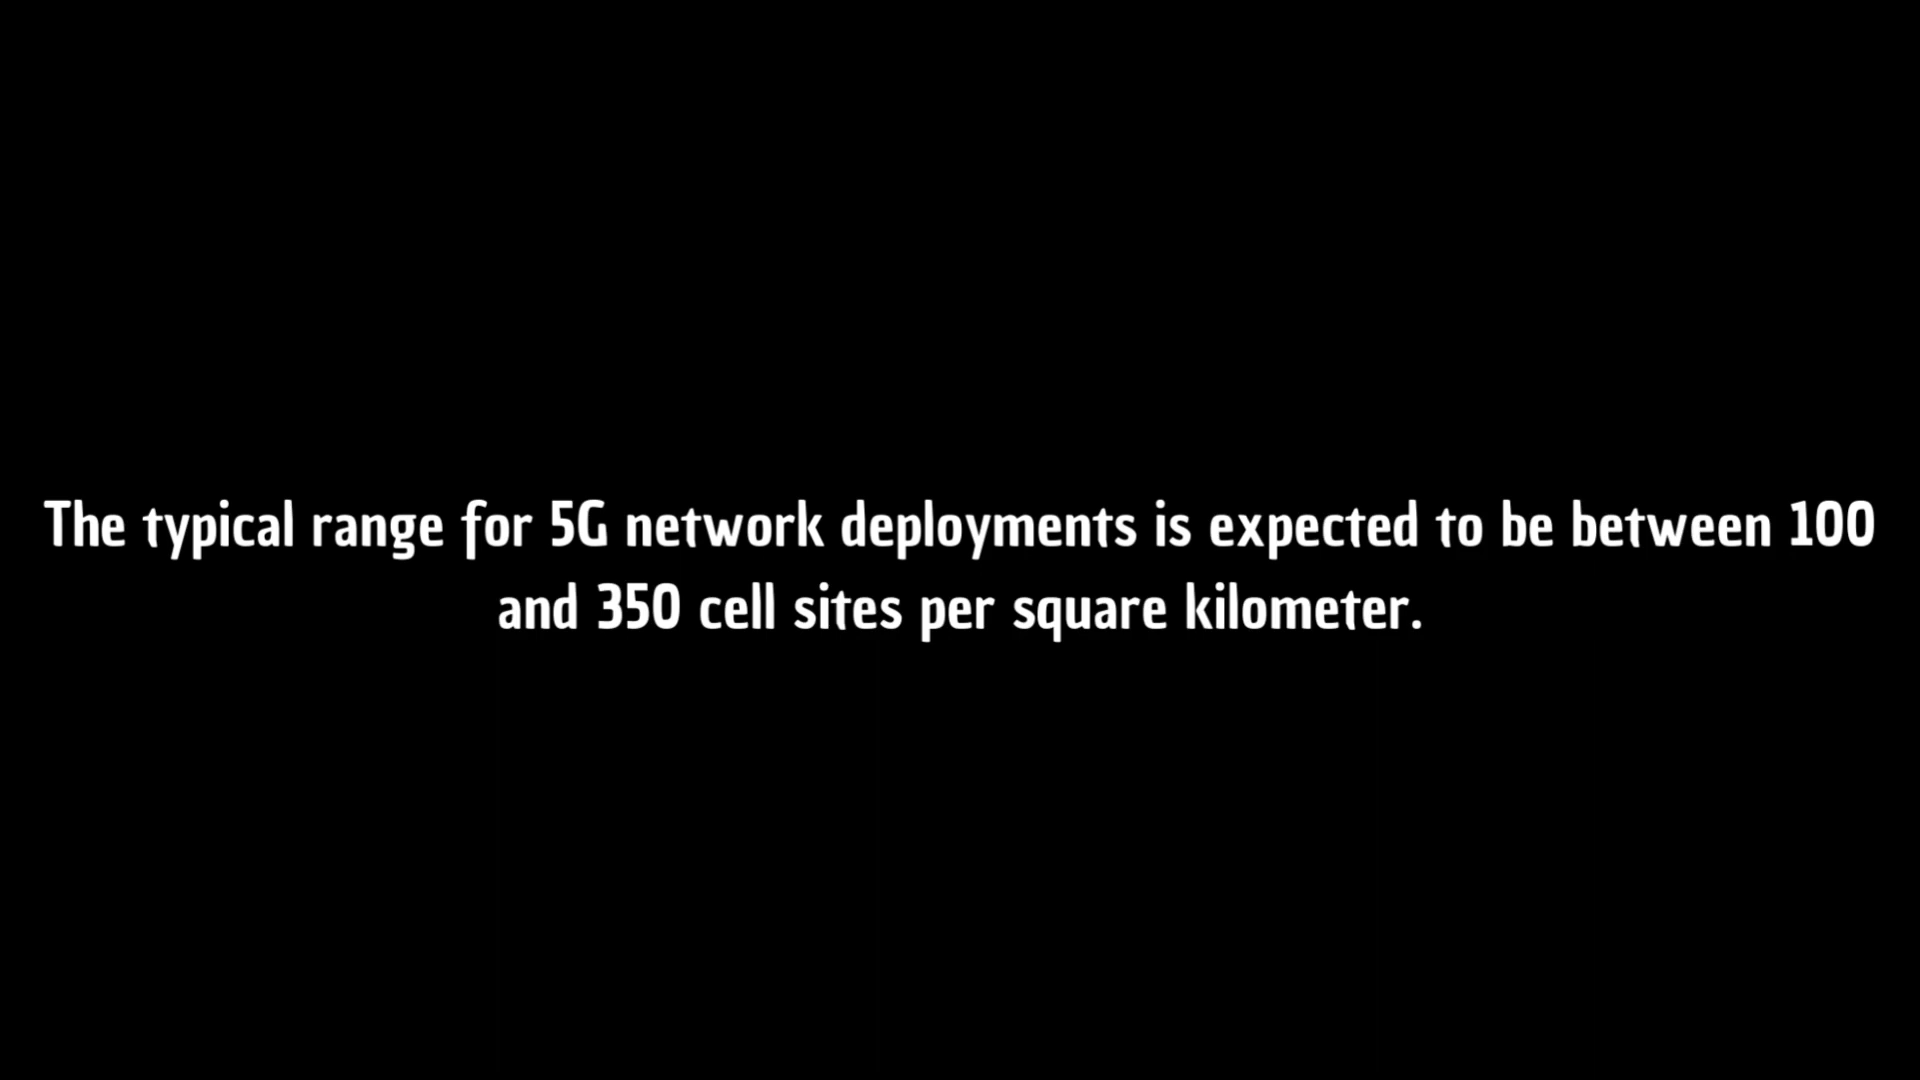 The typical range for 5G network deployments is expected to be between 100
and 350 cell sites per square kilometer.